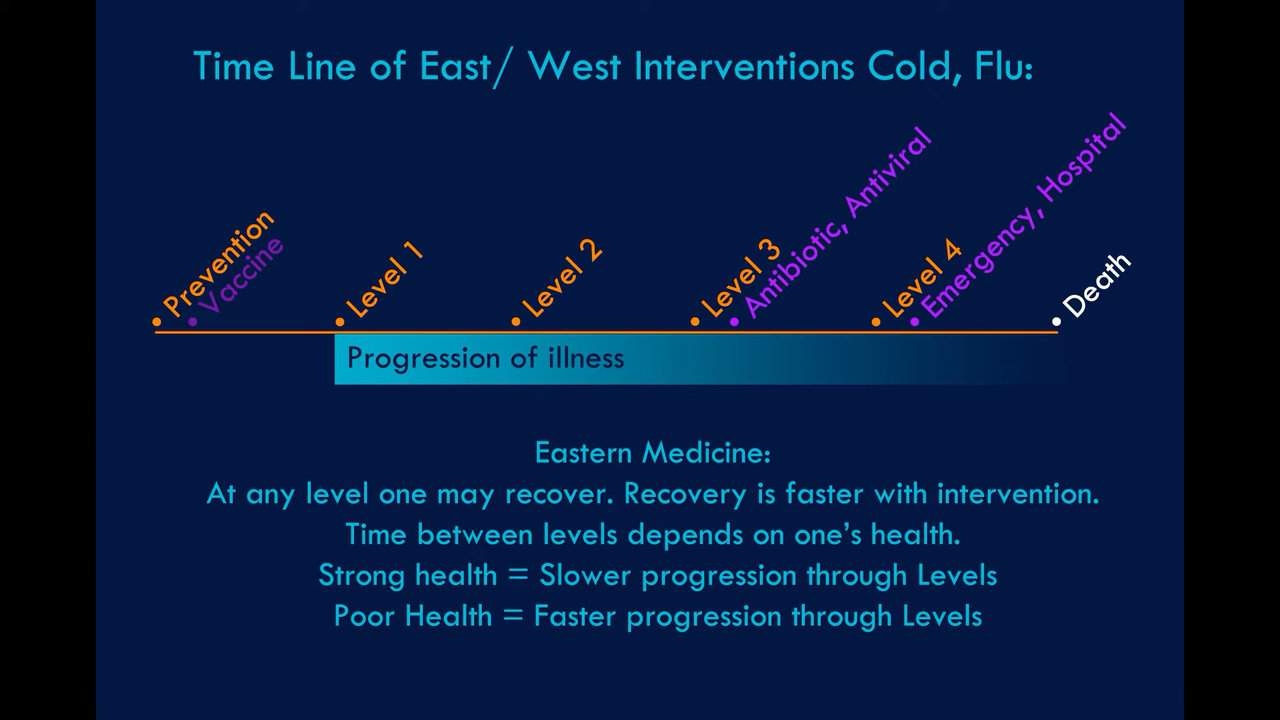 Time Line of East/ West Interventions Cold, Flu:
Prevention
Vaccine
Level 1
Level 2
Level 3
Antibiotic, Antiviral
Level 4
Emergency, Hospital
Death
Progression of illness
Eastern Medicine:
At any level one may recover. Recovery is faster with intervention.
Time between levels depends on one’s health.
Strong health = Slower progression through Levels
Poor Health = Faster progression through Levels